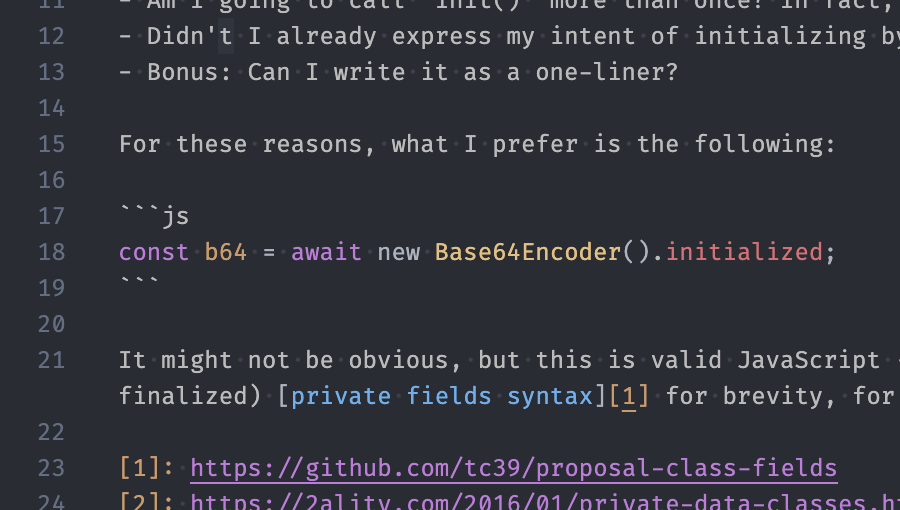 11 - Am I going to call `init()` more than once? In fact,
12 - Didn't I already express my intent of initializing by
13 - Bonus: Can I write it as a one-liner?
14
15 For these reasons, what I prefer is the following:
16
17 ```js
18 const b64 = await new Base64Encoder().initialized;
19 ```
20
21 It might not be obvious, but this is valid JavaScript
finalized) [private fields syntax][1] for brevity, for
22
23 [1]: https://github.com/tc39/proposal-class-fields
24 [2]: https://2ality.com/2016/01/private-data-classes.ht